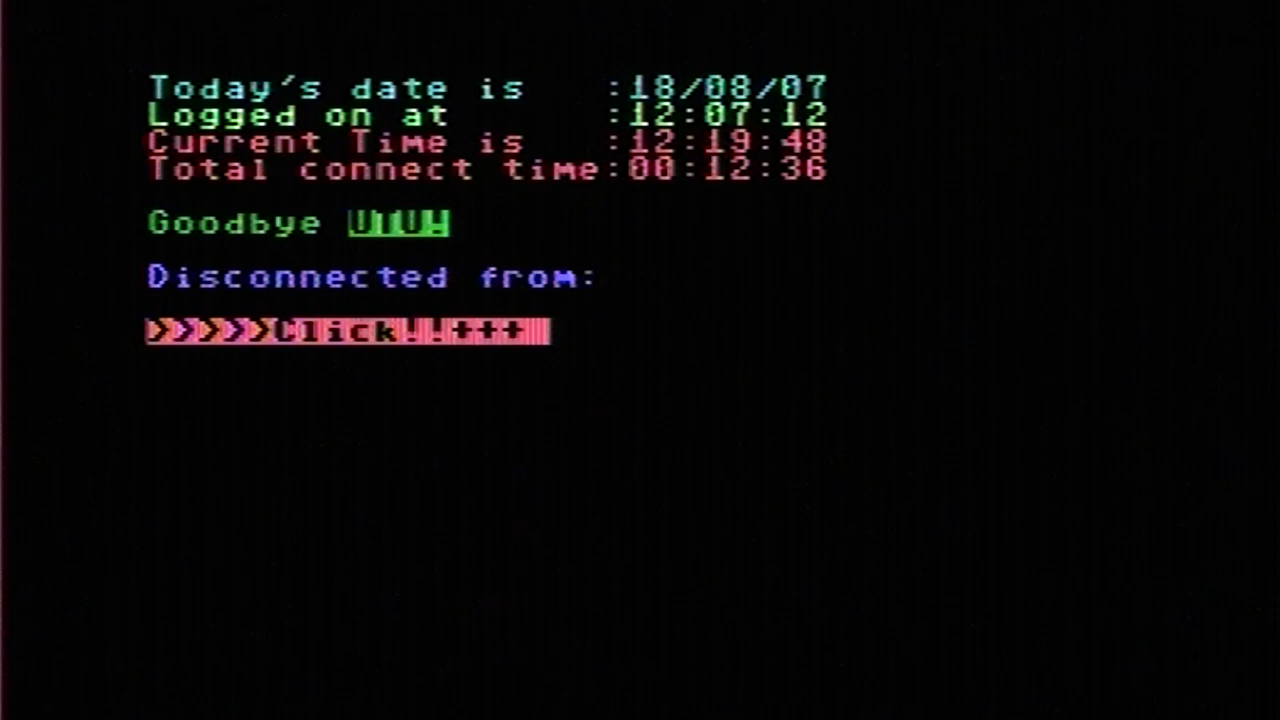 Today's date is   :18/08/07
Logged on at      :12:07:12
Current Time is   :12:19:48
Total connect time:00:12:36
Goodbye UTU!
Disconnected from:
>>>>>Click!!+++